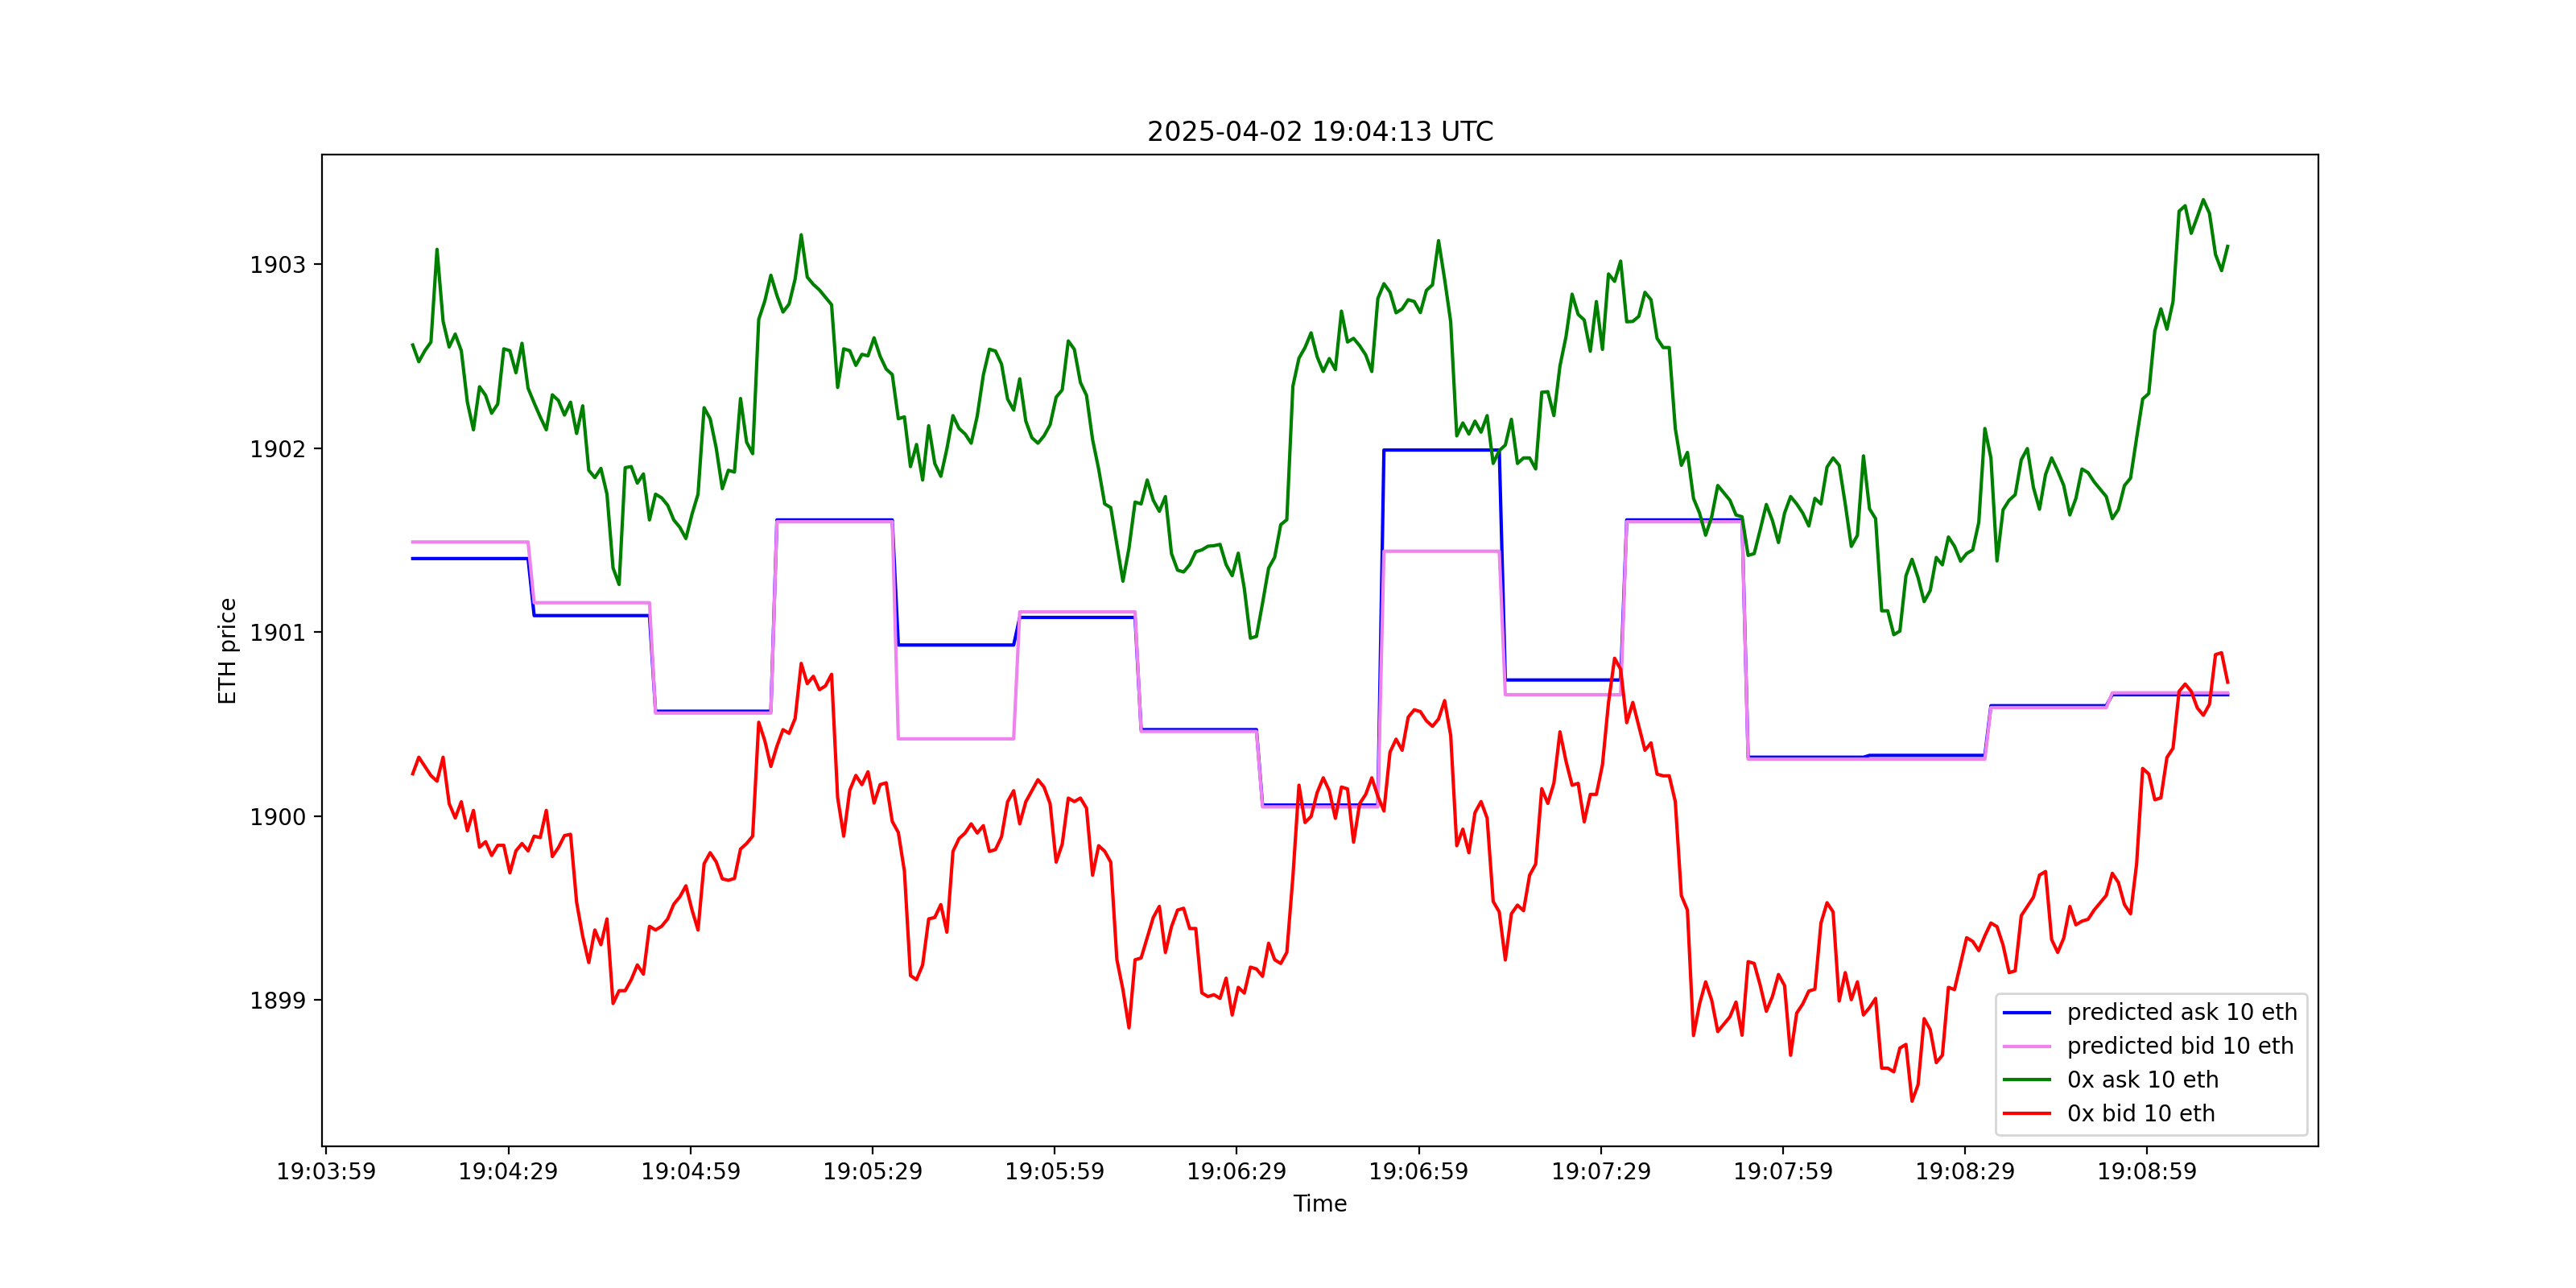 2025-04-02 19:04:13 UTC
ETH price
1903
1902
1901
1900
1899
19:03:59 19:04:29 19:04:59 19:05:29 19:05:59 19:06:29 19:06:59 19:07:29 19:07:59 19:08:29 19:08:59
Time
predicted ask 10 eth
predicted bid 10 eth
0x ask 10 eth
0x bid 10 eth